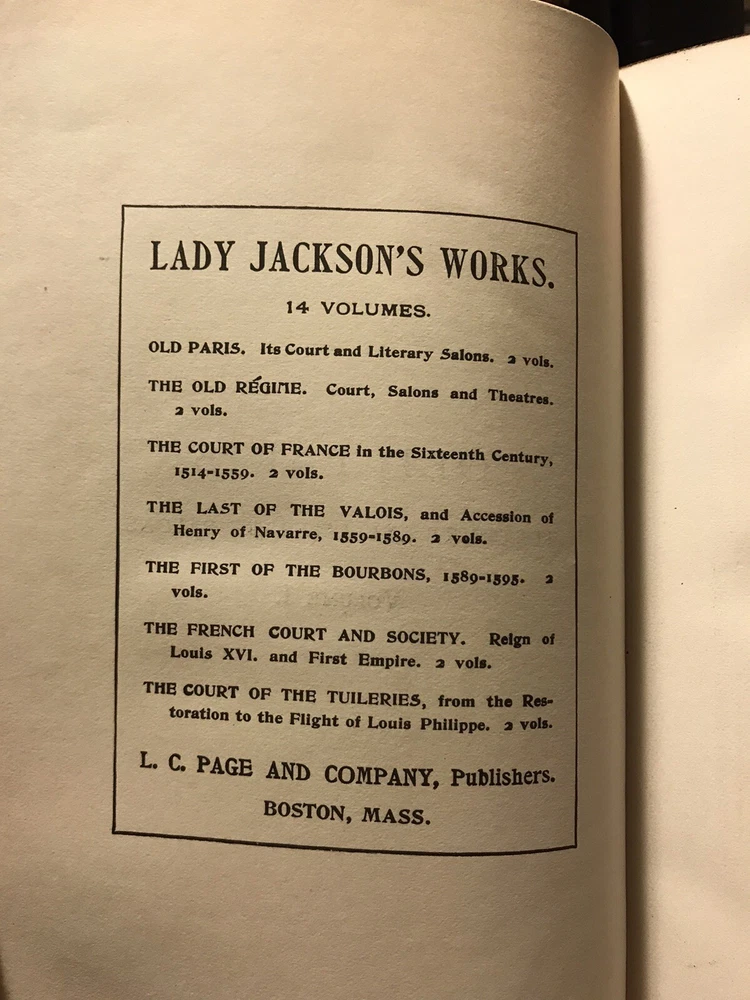 LADY JACKSON'S WORKS.
14 VOLUMES.
OLD PARIS. Its Court and Literary Salons. 2 vols.
THE OLD RÉGIME. Court, Salons and Theatres.
2 vols.
THE COURT OF FRANCE in the Sixteenth Century,
1514-1559. 2 vols.
THE LAST OF THE VALOIS, and Accession of
Henry of Navarre, 1559-1589. 2 vols.
THE FIRST OF THE BOURBONS, 1589-1595. 2
vols.
THE FRENCH COURT AND SOCIETY. Reign of
Louis XVI. and First Empire. 2 vols.
THE COURT OF THE TUILERIES, from the Res-
toration to the Flight of Louis Philippe. 2 vols.
L. C. PAGE AND COMPANY, Publishers.
BOSTON, MASS.